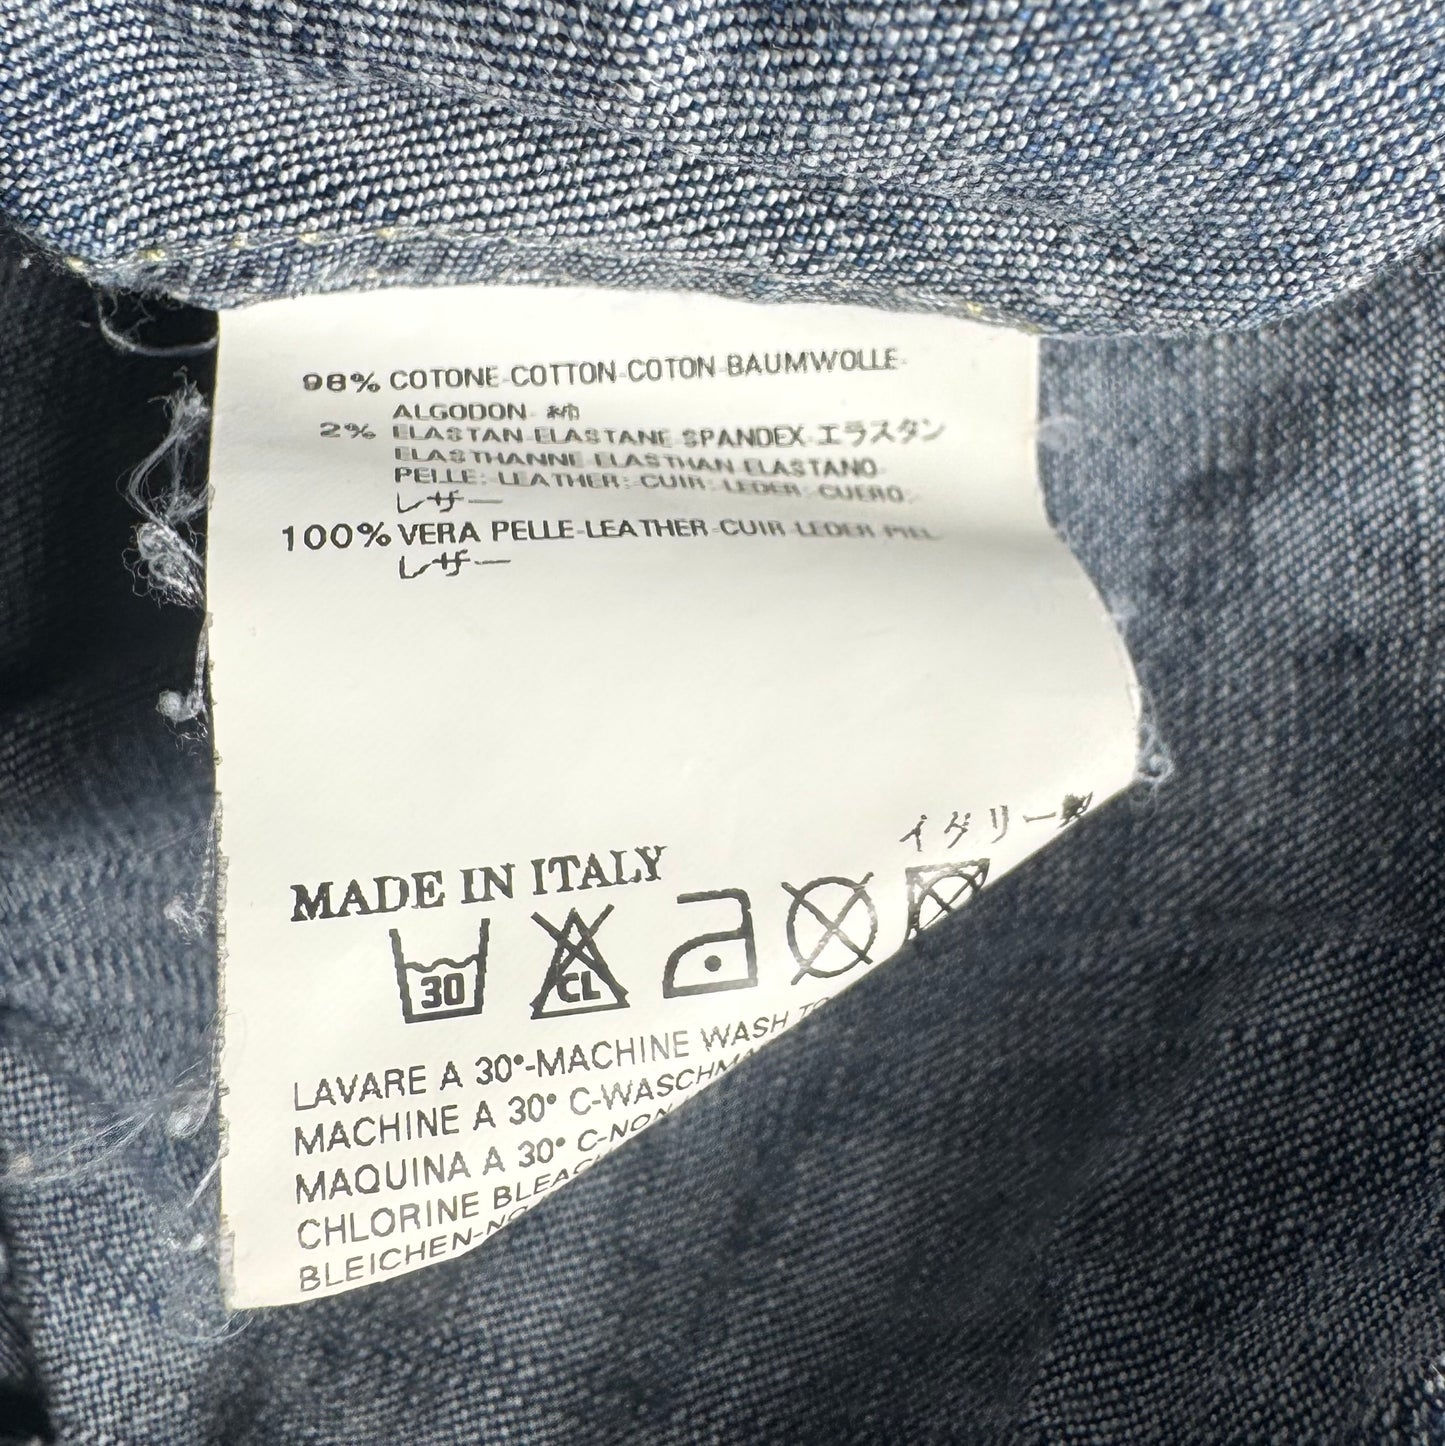 98% COTONE-COTTON-COTON-BAUMWOLLE-
ALGODON- 綿
2% ELASTAN-ELASTANE SPANDEX-エラスタン
ELASTHANNE ELASTHAN ELASTANO-
PELLE: LEATHER: CUIR: LEDER: CUERO:
レザー
100% VERA PELLE-LEATHER-CUIR-LEDER-PIEL
レザー
イタリー製
MADE IN ITALY
30 CL
LAVARE A 30°-MACHINE WASH
MACHINE A 30° C-WASCHMA
MAQUINA A 30° C-NON
CHLORINE BLEACH
BLEICHEN-NO